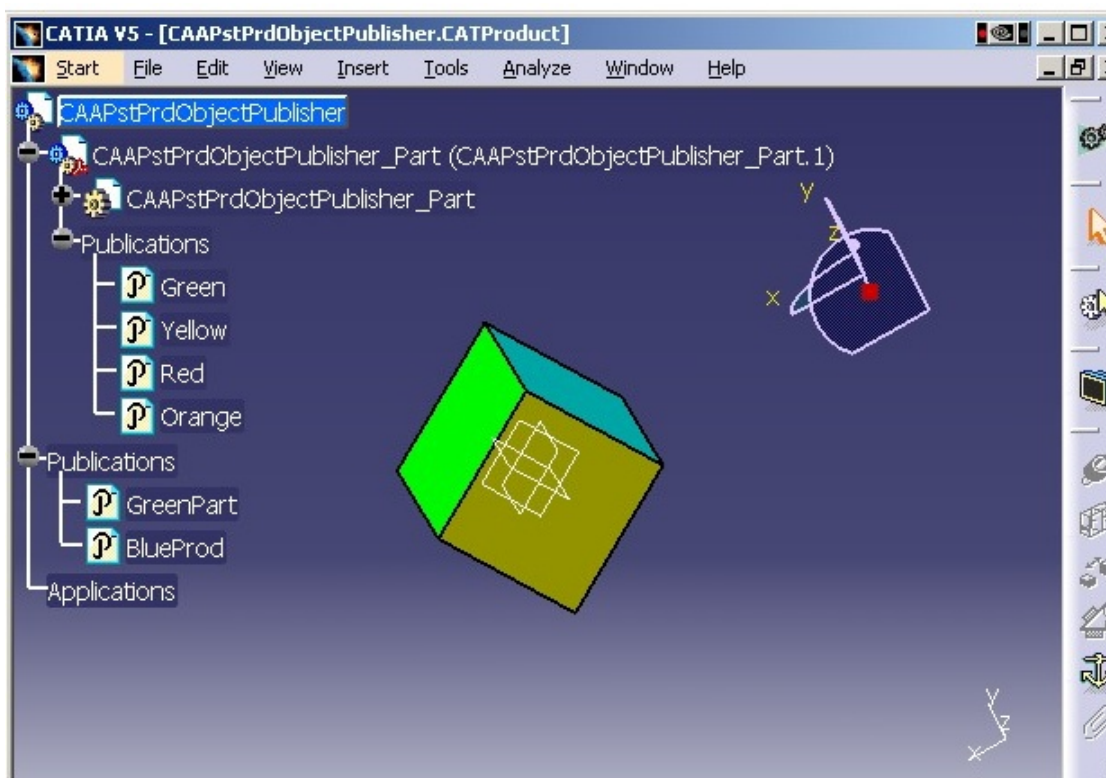 CATIA V5 - [CAAPstPrdObjectPublisher.CATProduct]
Start File Edit View Insert Tools Analyze Window Help
CAAPstPrdObjectPublisher
CAAPstPrdObjectPublisher_Part (CAAPstPrdObjectPublisher_Part.1)
CAAPstPrdObjectPublisher_Part
Publications
Green
Yellow
Red
Orange
Publications
GreenPart
BlueProd
Applications
y
z
x
y
z
x